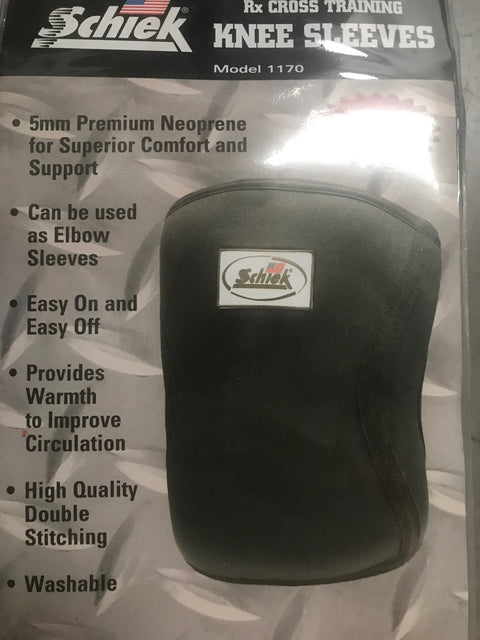 Schiek®
Rx CROSS TRAINING
KNEE SLEEVES
Model 1170
• 5mm Premium Neoprene
for Superior Comfort and
Support
• Can be used
as Elbow
Sleeves
• Easy On and
Easy Off
• Provides
Warmth
to Improve
Circulation
• High Quality
Double
Stitching
• Washable
Schiek®